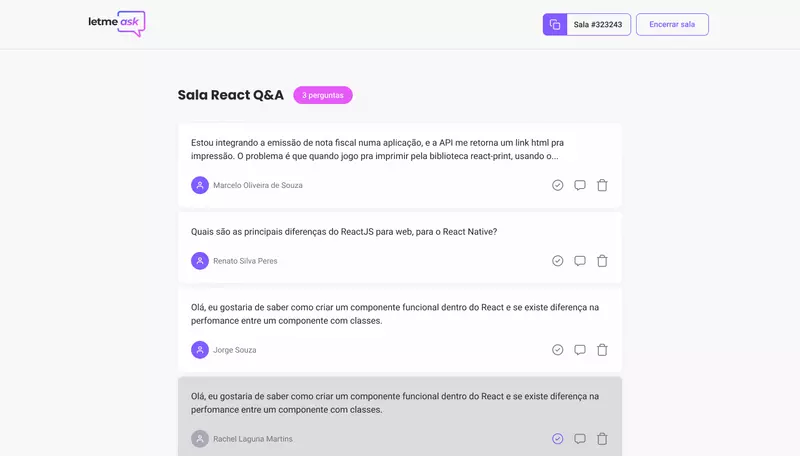 letme ask
Sala #323243
Encerrar sala
Sala React Q&A
3 perguntas
Estou integrando a emissão de nota fiscal numa aplicação, e a API me retorna um link html pra
impressão. O problema é que quando jogo pra imprimir pela biblioteca react-print, usando o...
Marcelo Oliveira de Souza
Quais são as principais diferenças do ReactJS para web, para o React Native?
Renato Silva Peres
Olá, eu gostaria de saber como criar um componente funcional dentro do React e se existe diferença na
perfomance entre um componente com classes.
Jorge Souza
Olá, eu gostaria de saber como criar um componente funcional dentro do React e se existe diferença na
perfomance entre um componente com classes.
Rachel Laguna Martins